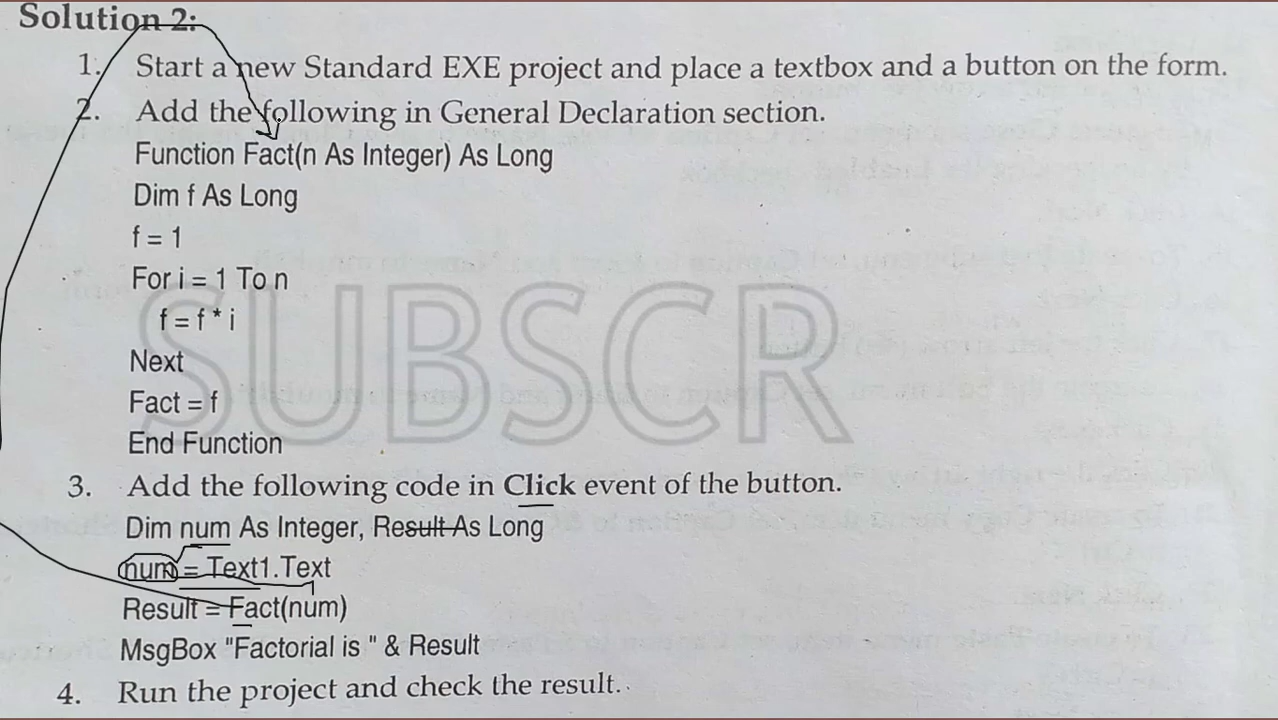 Solution 2:
1. Start a new Standard EXE project and place a textbox and a button on the form.
2. Add the following in General Declaration section.
Function Fact(n As Integer) As Long
Dim f As Long
f = 1
For i = 1 To n
f = f * i
Next
Fact = f
End Function
SUBSCR
3. Add the following code in Click event of the button.
Dim num As Integer, Result As Long
num = Text1.Text
Result = Fact(num)
MsgBox "Factorial is " & Result
4. Run the project and check the result.